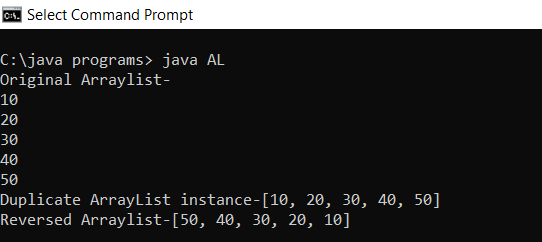 Select Command Prompt
C:\java programs> java AL
Original Arraylist-
10
20
30
40
50
Duplicate ArrayList instance-[10, 20, 30, 40, 50]
Reversed Arraylist-[50, 40, 30, 20, 10]